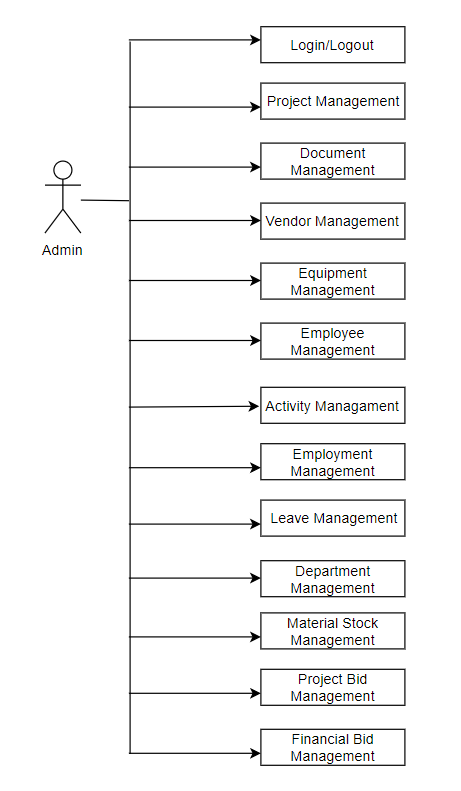 Login/Logout
Project Management
Document
Management
Vendor Management
Admin
Equipment
Management
Employee
Management
Activity Managament
Employment
Management
Leave Management
Department
Management
Material Stock
Management
Project Bid
Management
Financial Bid
Management